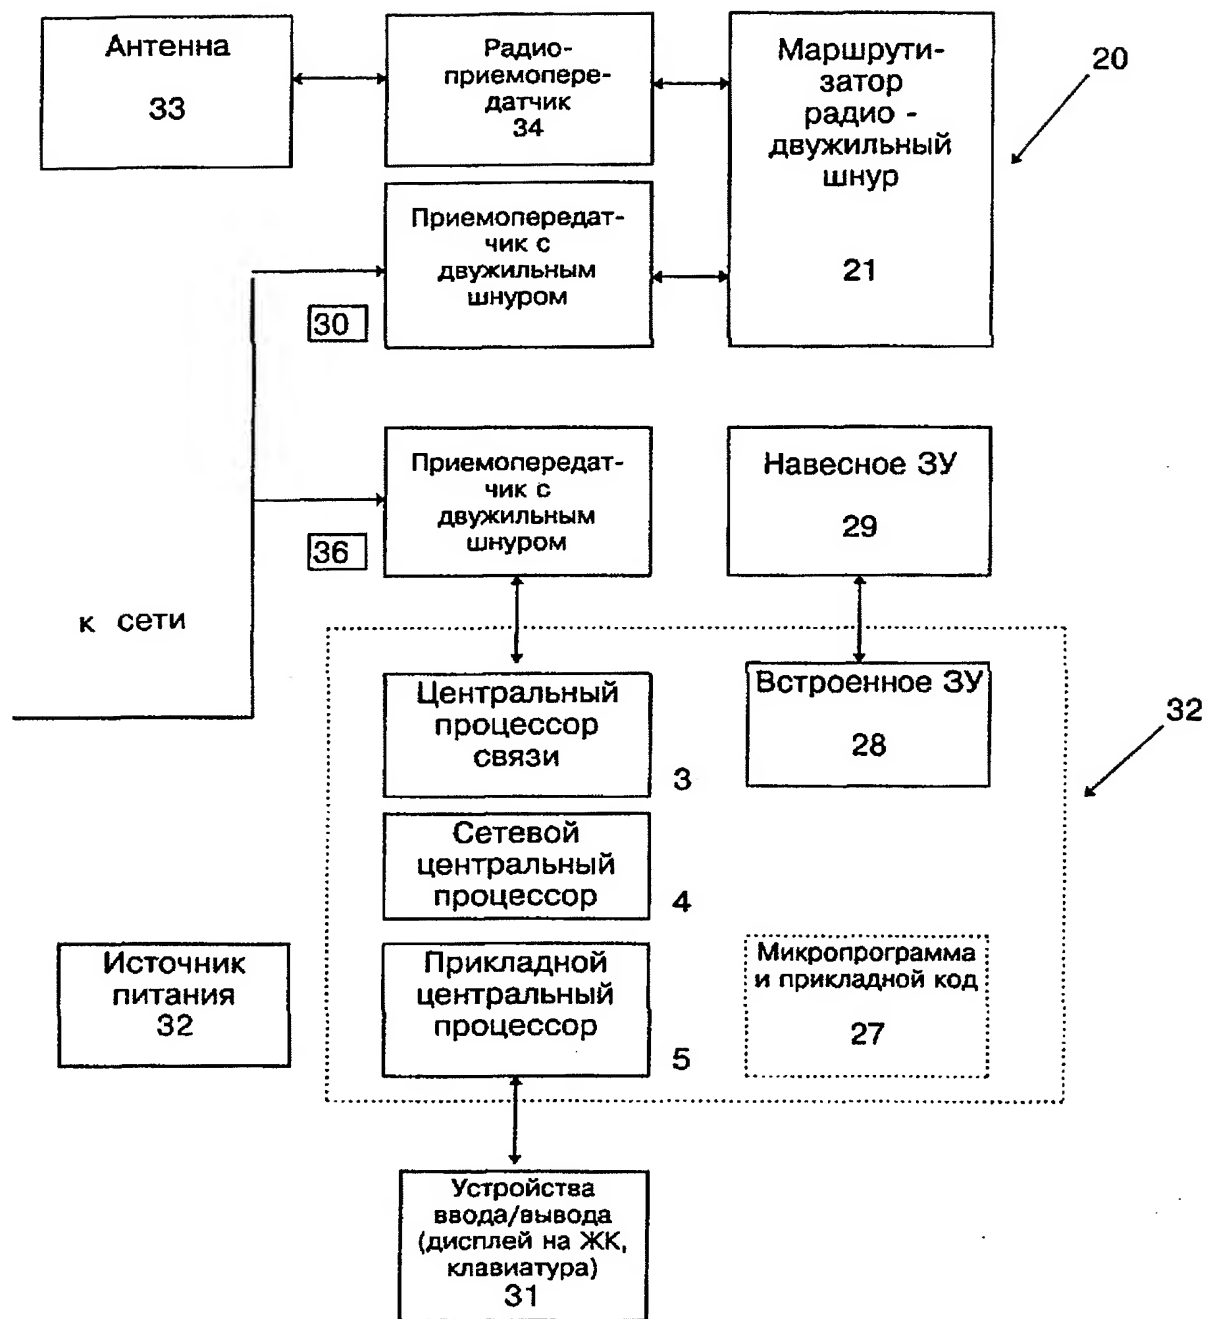 Антенна
33
Радио-
приемопере-
датчик
34
Маршрути-
затор
радио -
двужильный
шнур
21
20
Приемопередат-
чик с
двужильным
шнуром
30
Приемопередат-
чик с
двужильным
шнуром
36
Навесное ЗУ
29
к сети
Центральный
процессор
связи
3
Встроенное ЗУ
28
32
Сетевой
центральный
процессор
4
Источник
питания
32
Прикладной
центральный
процессор
5
Микропрограмма
и прикладной код
27
Устройства
ввода/вывода
(дисплей на ЖК,
клавиатура)
31